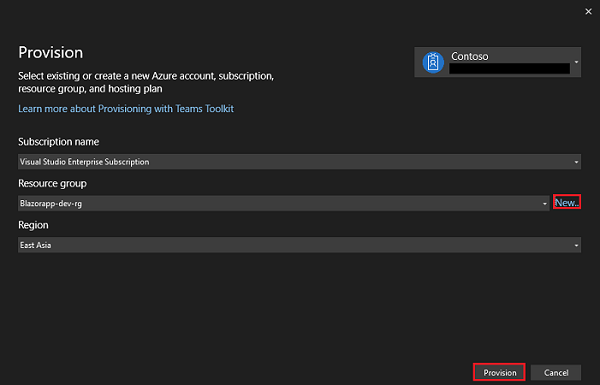 Provision
Contoso
Select existing or create a new Azure account, subscription,
resource group, and hosting plan
Learn more about Provisioning with Teams Toolkit
Subscription name
Visual Studio Enterprise Subscription
Resource group
Blazorapp-dev-rg
New..
Region
East Asia
Provision
Cancel